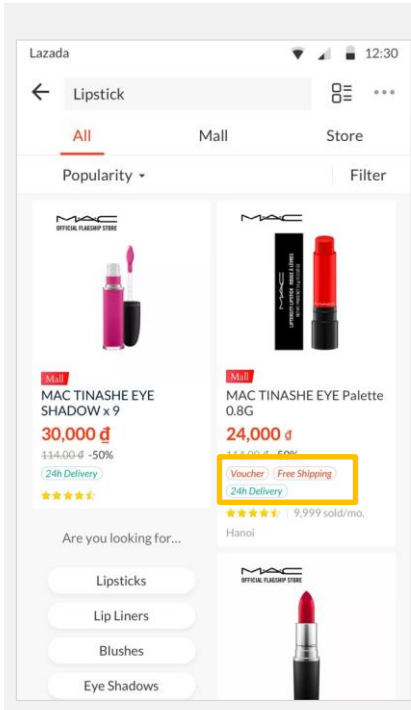 Lazada 12:30
Lipstick
All Mall Store
Popularity Filter
MAC
OFFICIAL FLAGSHIP STORE
Mall
MAC TINASHE EYE
SHADOW x 9
30,000 ₫
114.00 ₫ -50%
24h Delivery
Are you looking for...
Lipsticks
Lip Liners
Blushes
Eye Shadows
MAC
MAC
Mall
MAC TINASHE EYE Palette
0.8G
24,000 ₫
114.00 ₫ -50%
Voucher Free Shipping
24h Delivery
9,999 sold/mo.
Hanoi
MAC
OFFICIAL FLAGSHIP STORE